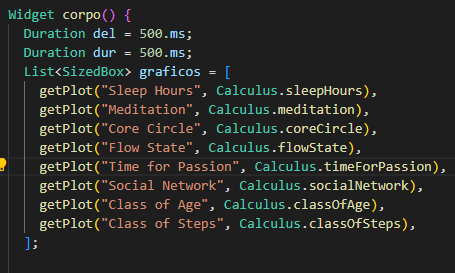 Widget corpo() {
Duration del = 500.ms;
Duration dur = 500.ms;
List<SizedBox> graficos = [
getPlot("Sleep Hours", Calculus.sleepHours),
getPlot("Meditation", Calculus.meditation),
getPlot("Core Circle", Calculus.coreCircle),
getPlot("Flow State", Calculus.flowState),
getPlot("Time for Passion", Calculus.timeForPassion),
getPlot("Social Network", Calculus.socialNetwork),
getPlot("Class of Age", Calculus.classOfAge),
getPlot("Class of Steps", Calculus.classOfSteps),
];